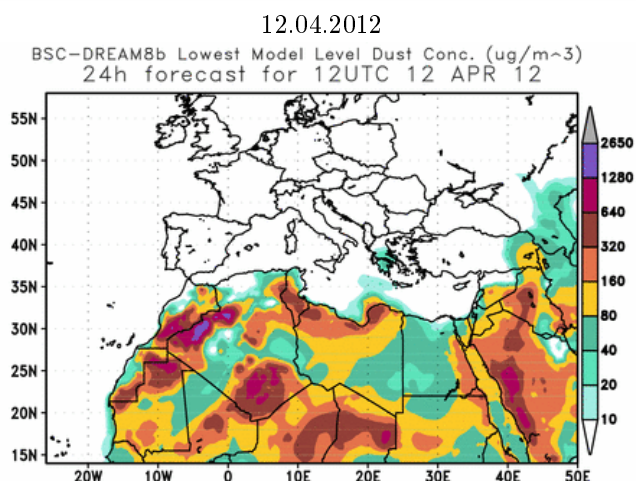 12.04.2012
BSC-DREAM8b Lowest Model Level Dust Conc. (ug/m^3)
24h forecast for 12UTC 12 APR 12
55N
50N
45N
40N
35N
30N
25N
20N
15N
20W
10W
0
10E
20E
30E
40E
50E
2650
1280
640
320
160
80
40
20
10